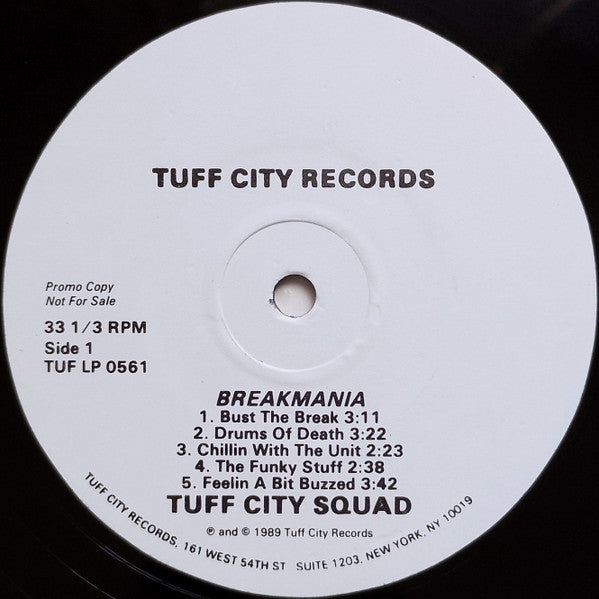 TUFF CITY RECORDS
Promo Copy
Not For Sale
33 1/3 RPM
Side 1
TUF LP 0561
BREAKMANIA
1. Bust The Break 3:11
2. Drums Of Death 3:22
3. Chillin With The Unit 2:23
4. The Funky Stuff 2:38
5. Feelin A Bit Buzzed 3:42
TUFF CITY SQUAD
℗ and © 1989 Tuff City Records
TUFF CITY RECORDS, 161 WEST 54TH ST SUITE 1203, NEW YORK, NY 10019